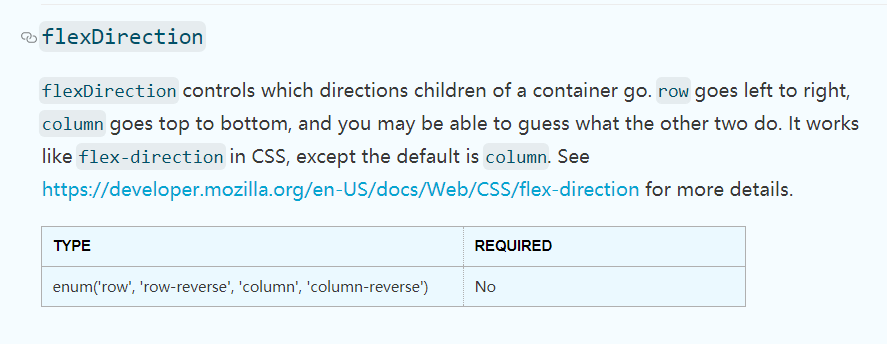 flexDirection
flexDirection controls which directions children of a container go. row goes left to right,
column goes top to bottom, and you may be able to guess what the other two do. It works
like flex-direction in CSS, except the default is column. See
https://developer.mozilla.org/en-US/docs/Web/CSS/flex-direction for more details.
TYPE REQUIRED
enum('row', 'row-reverse', 'column', 'column-reverse') No